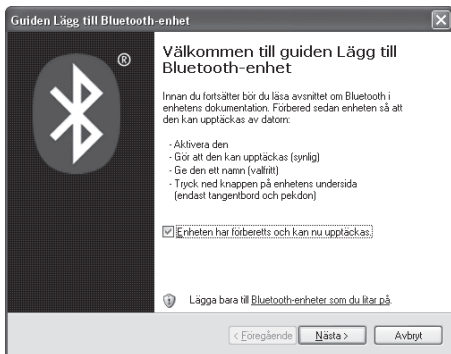 Guiden Lägg till Bluetooth-enhet
®
Välkommen till guiden Lägg till
Bluetooth-enhet
Innan du fortsätter bör du läsa avsnittet om Bluetooth i
enhetens dokumentation. Förbered sedan enheten så att
den kan upptäckas av datorn:
- Aktivera den
- Gör att den kan upptäckas (synlig)
- Ge den ett namn (valfritt)
- Tryck ned knappen på enhetens undersida
(endast tangentbord och pekdon)
Enheten har förberetts och kan nu upptäckas.
Lägga bara till Bluetooth-enheter som du litar på.
< Föregående Nästa > Avbryt